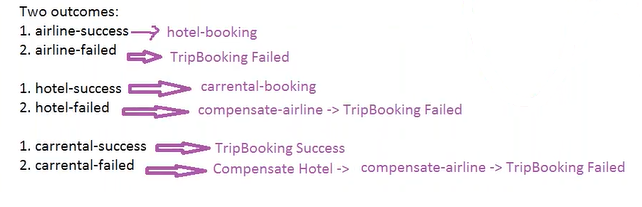 Two outcomes:
1. airline-success hotel-booking
2. airline-failed TripBooking Failed
1. hotel-success carrental-booking
2. hotel-failed compensate-airline -> TripBooking Failed
1. carrental-success TripBooking Success
2. carrental-failed Compensate Hotel -> compensate-airline -> TripBooking Failed